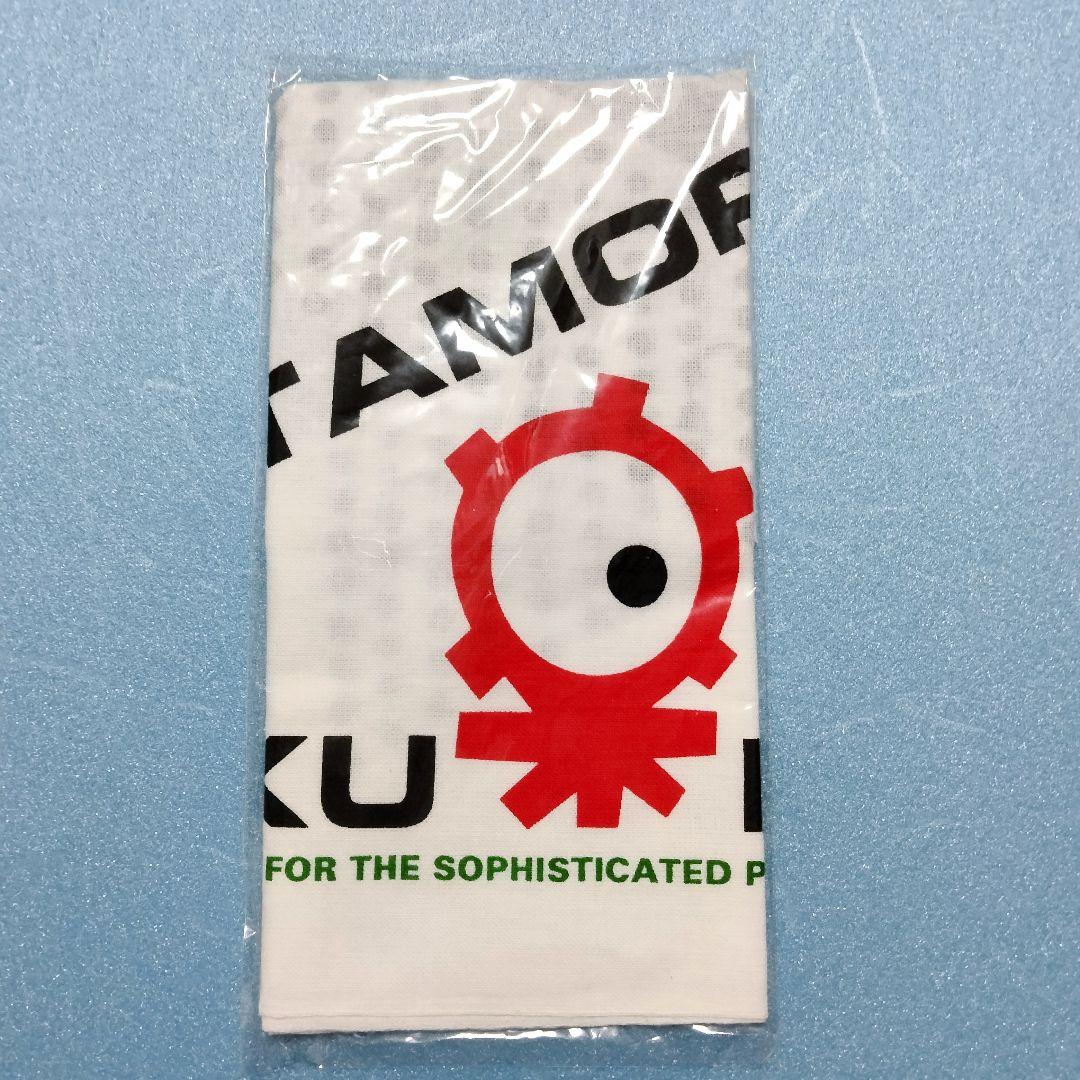 TAMOR
KU
FOR THE SOPHISTICATED P